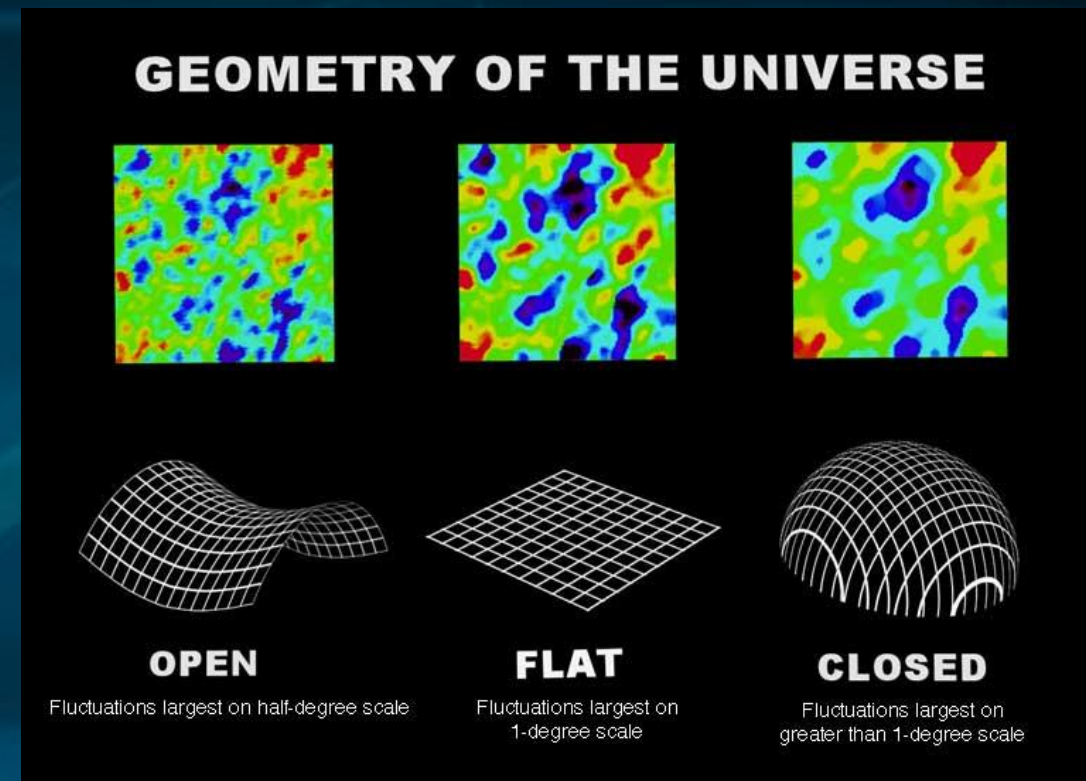 GEOMETRY OF THE UNIVERSE
OPEN
Fluctuations largest on half-degree scale
FLAT
Fluctuations largest on
1-degree scale
CLOSED
Fluctuations largest on
greater than 1-degree scale